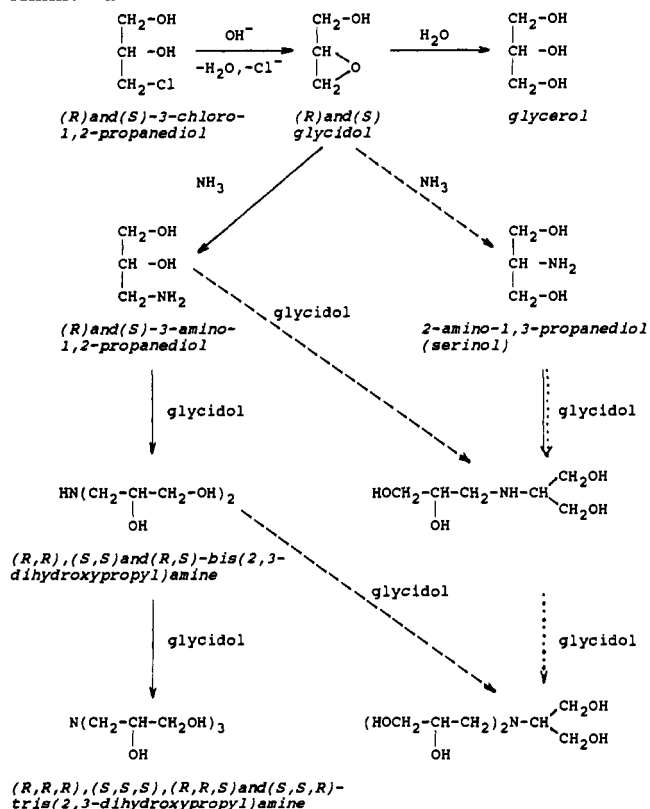 CH2-OH
CH -OH
CH2-Cl
OH⁻
-H2O,-Cl⁻
CH2-OH
CH
O
CH2
H2O
CH2-OH
CH -OH
CH2-OH
(R)and(S)-3-chloro-
1,2-propanediol
(R)and(S)
glycidol
glycerol
NH3
NH3
CH2-OH
CH -OH
CH2-NH2
CH2-OH
CH -NH2
CH2-OH
(R)and(S)-3-amino-
1,2-propanediol
glycidol
2-amino-1,3-propanediol
(serinol)
glycidol
glycidol
HN(CH2-CH-CH2-OH)2
OH
HOCH2-CH-CH2-NH-CH
OH
CH2OH
CH2OH
(R,R),(S,S)and(R,S)-bis(2,3-
dihydroxypropyl)amine
glycidol
glycidol
glycidol
N(CH2-CH-CH2OH)3
OH
(HOCH2-CH-CH2)2N-CH
OH
CH2OH
CH2OH
(R,R,R),(S,S,S),(R,R,S)and(S,S,R)-
tris(2,3-dihydroxypropyl)amine